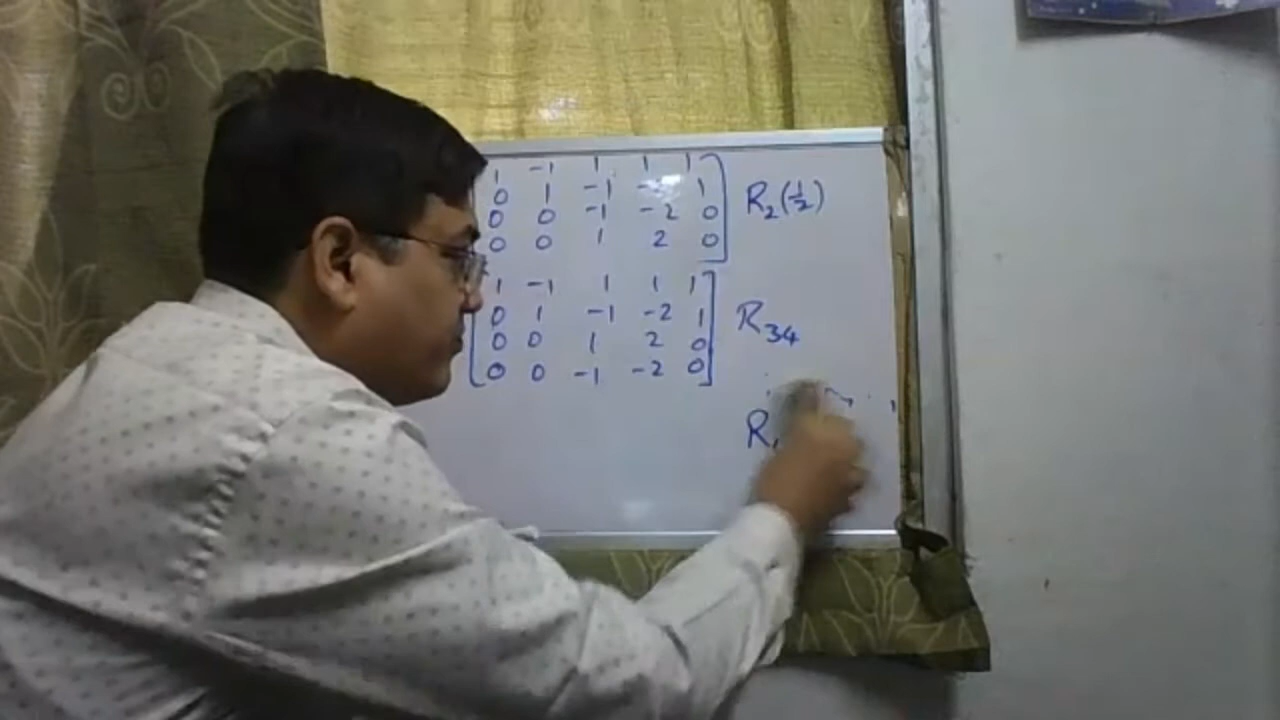 1 -1 1 1 1
0 1 -1 -2 1 R₂(½)
0 0 -1 -2 0
0 0 1 2 0
1 -1 1 1 1
0 1 -1 -2 1 R₃₄
0 0 1 2 0
0 0 -1 -2 0
R